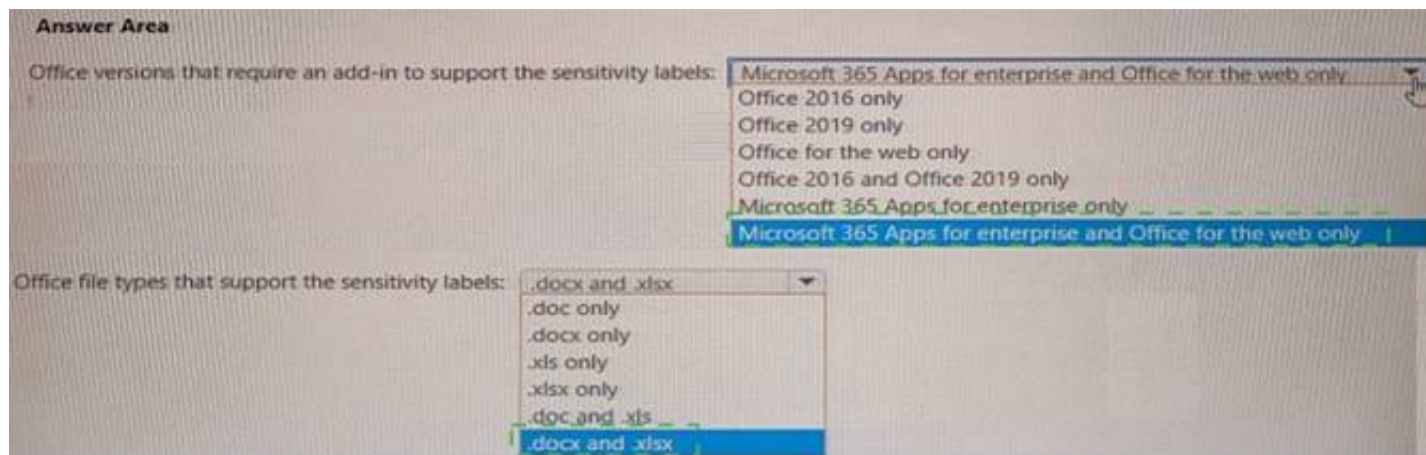 Answer Area
Office versions that require an add-in to support the sensitivity labels: Microsoft 365 Apps for enterprise and Office for the web only
Office 2016 only
Office 2019 only
Office for the web only
Office 2016 and Office 2019 only
Microsoft 365 Apps for enterprise only
Microsoft 365 Apps for enterprise and Office for the web only
Office file types that support the sensitivity labels: .docx and .xlsx
.doc only
.docx only
.xls only
.xlsx only
.doc and .xls
.docx and .xlsx